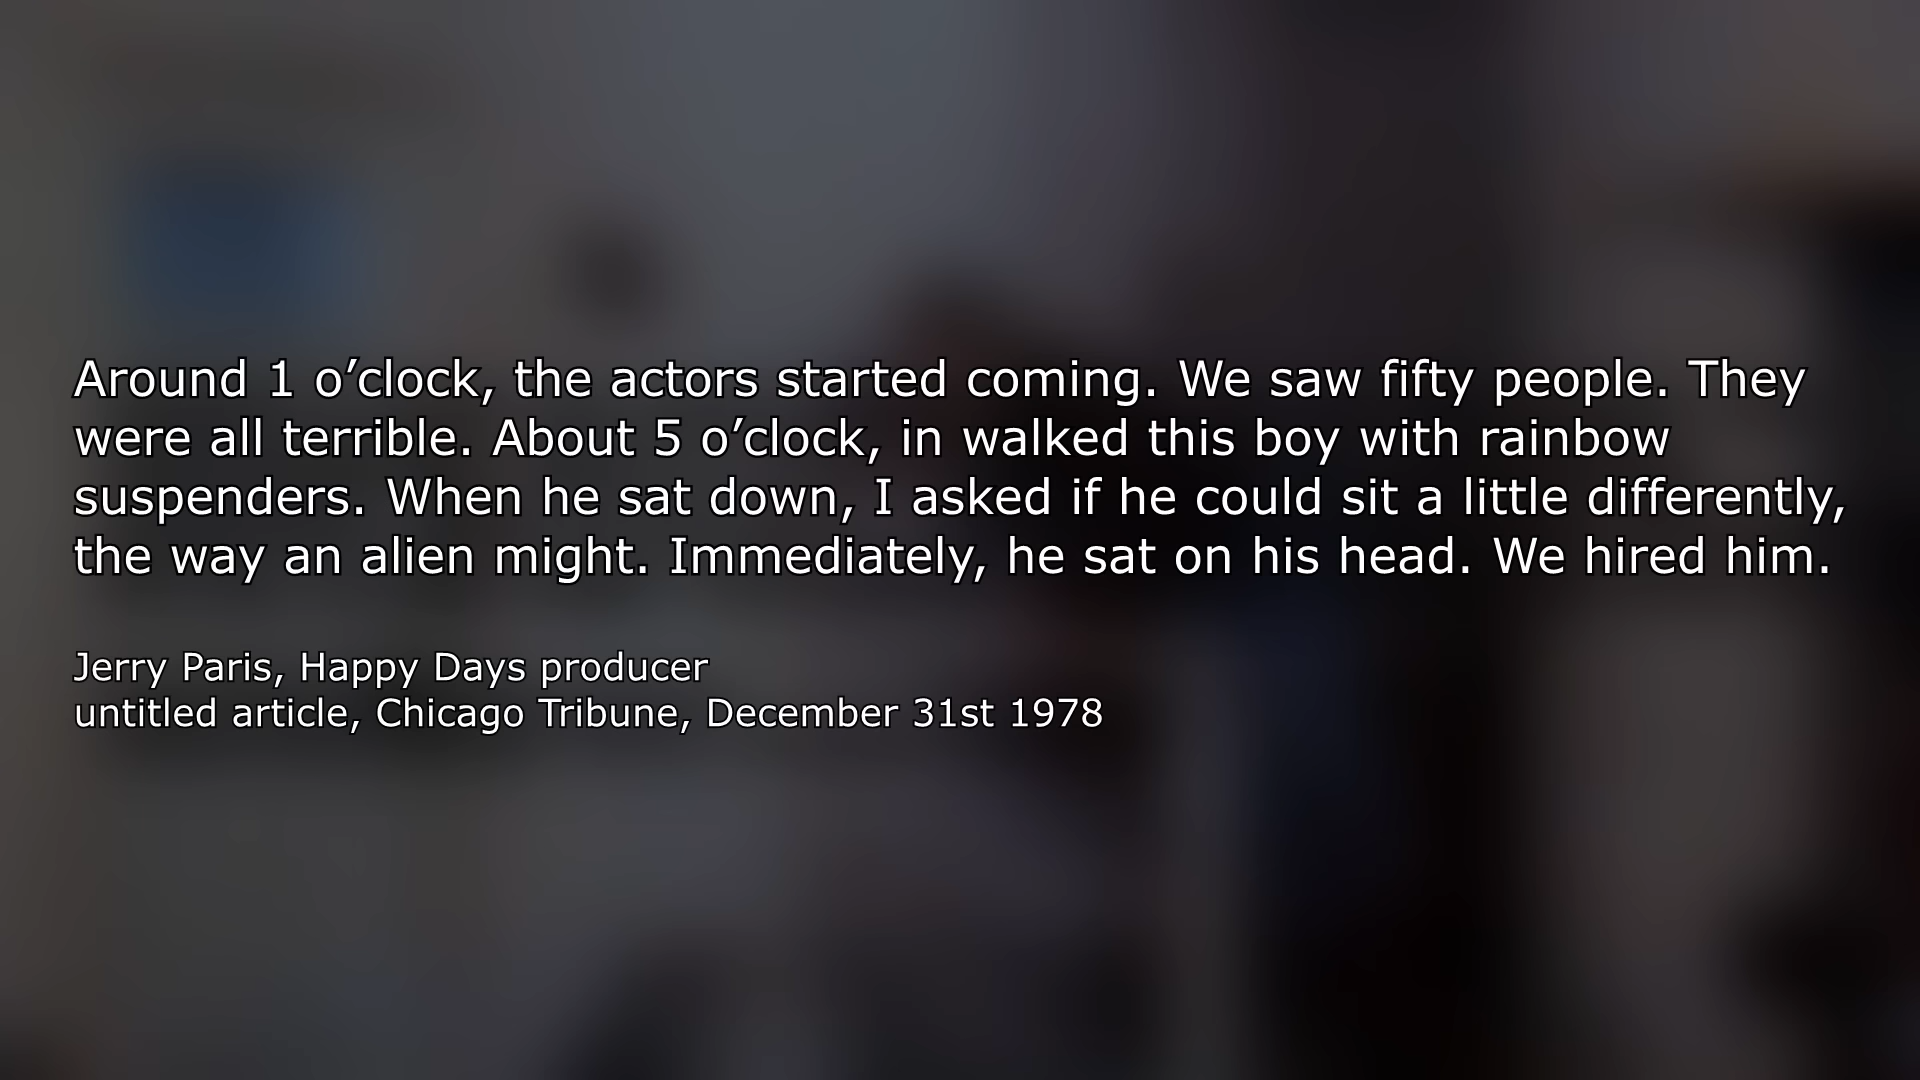 Around 1 o’clock, the actors started coming. We saw fifty people. They
were all terrible. About 5 o’clock, in walked this boy with rainbow
suspenders. When he sat down, I asked if he could sit a little differently,
the way an alien might. Immediately, he sat on his head. We hired him.
Jerry Paris, Happy Days producer
untitled article, Chicago Tribune, December 31st 1978